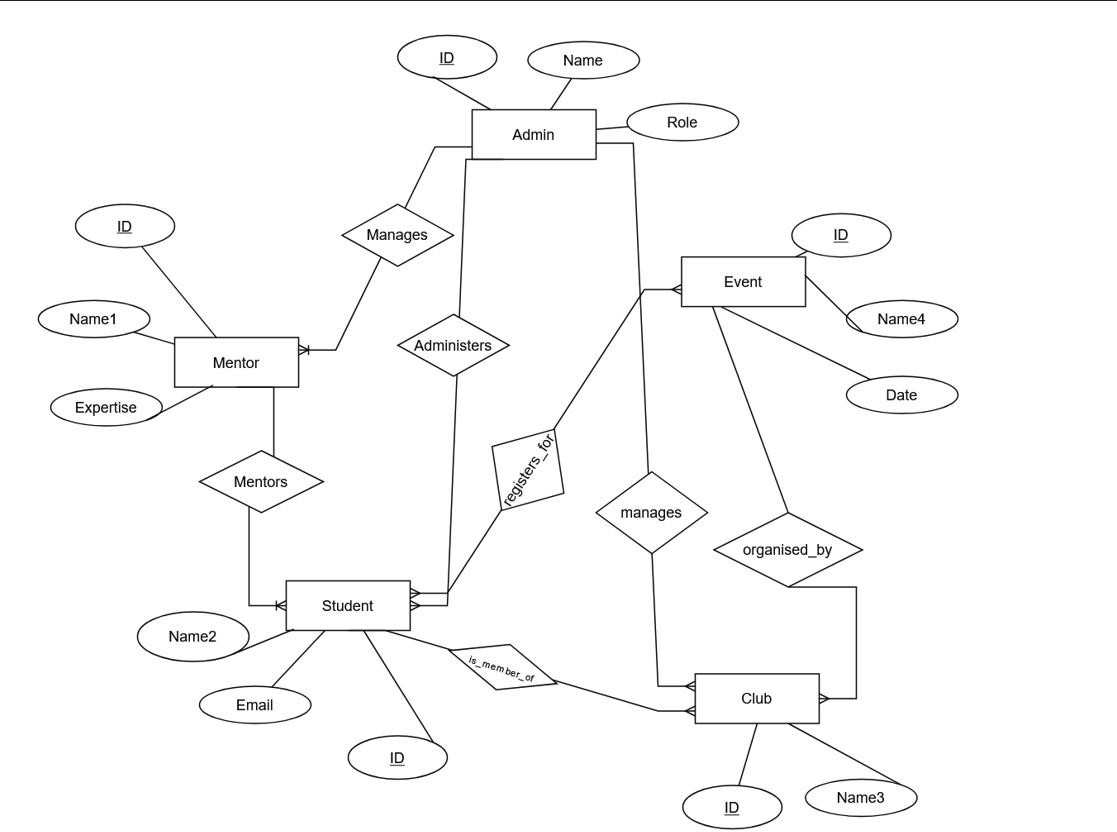 ID
Name
Admin
Role
Manages
ID
ID
Event
Name1
Name4
Mentor
Administers
Expertise
Date
registers_for
Mentors
manages
organised_by
Student
Name2
is_member_of
Club
Email
ID
ID
Name3